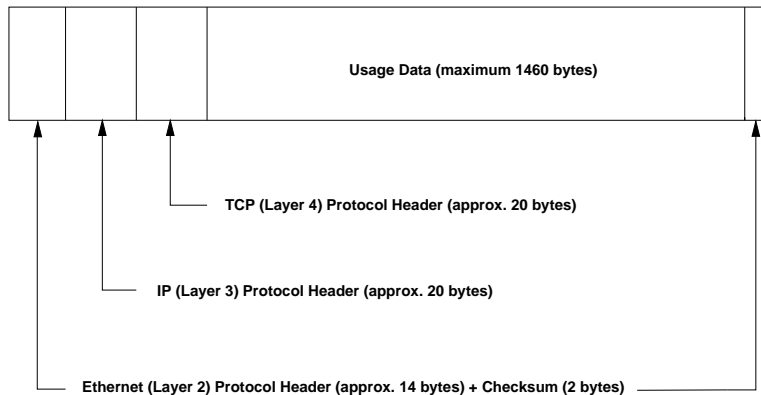 Usage Data (maximum 1460 bytes)
TCP (Layer 4) Protocol Header (approx. 20 bytes)
IP (Layer 3) Protocol Header (approx. 20 bytes)
Ethernet (Layer 2) Protocol Header (approx. 14 bytes) + Checksum (2 bytes)